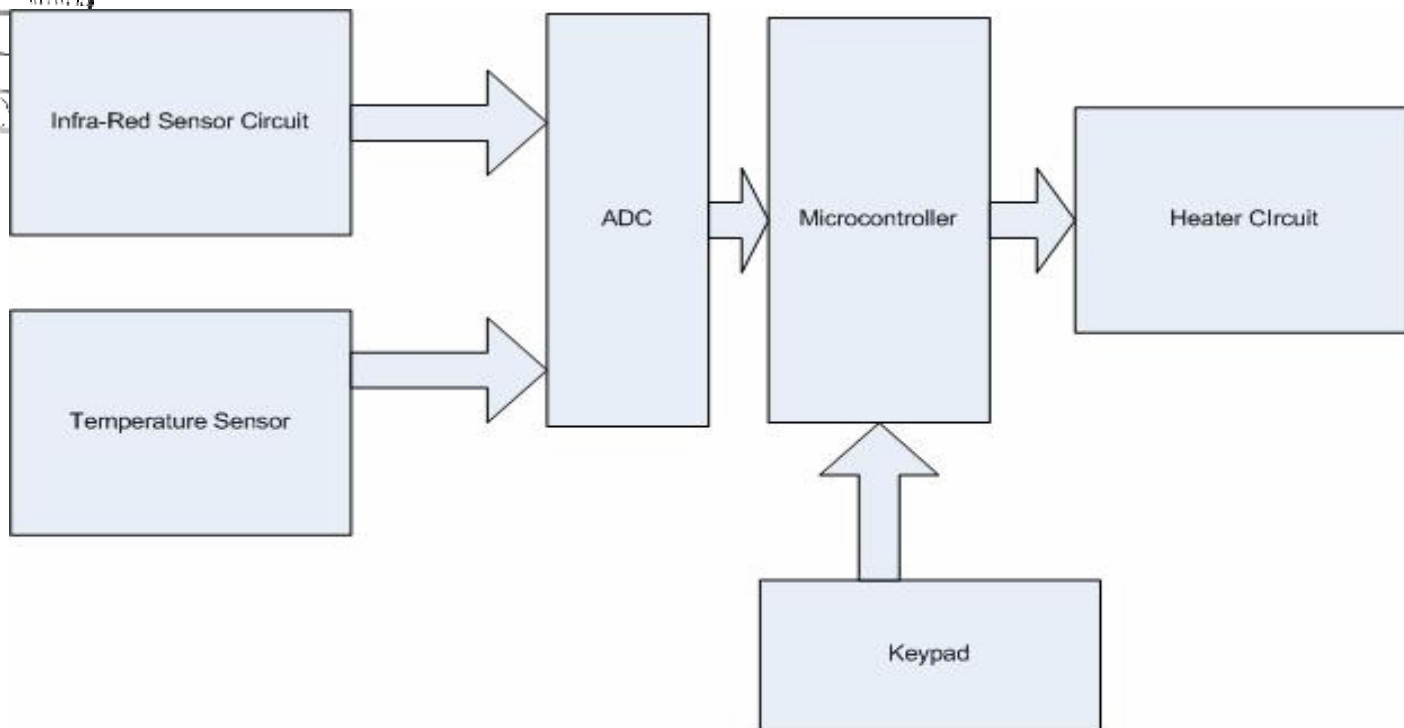 Infra-Red Sensor Circuit
ADC
Microcontroller
Heater CIrcuit
Temperature Sensor
Keypad